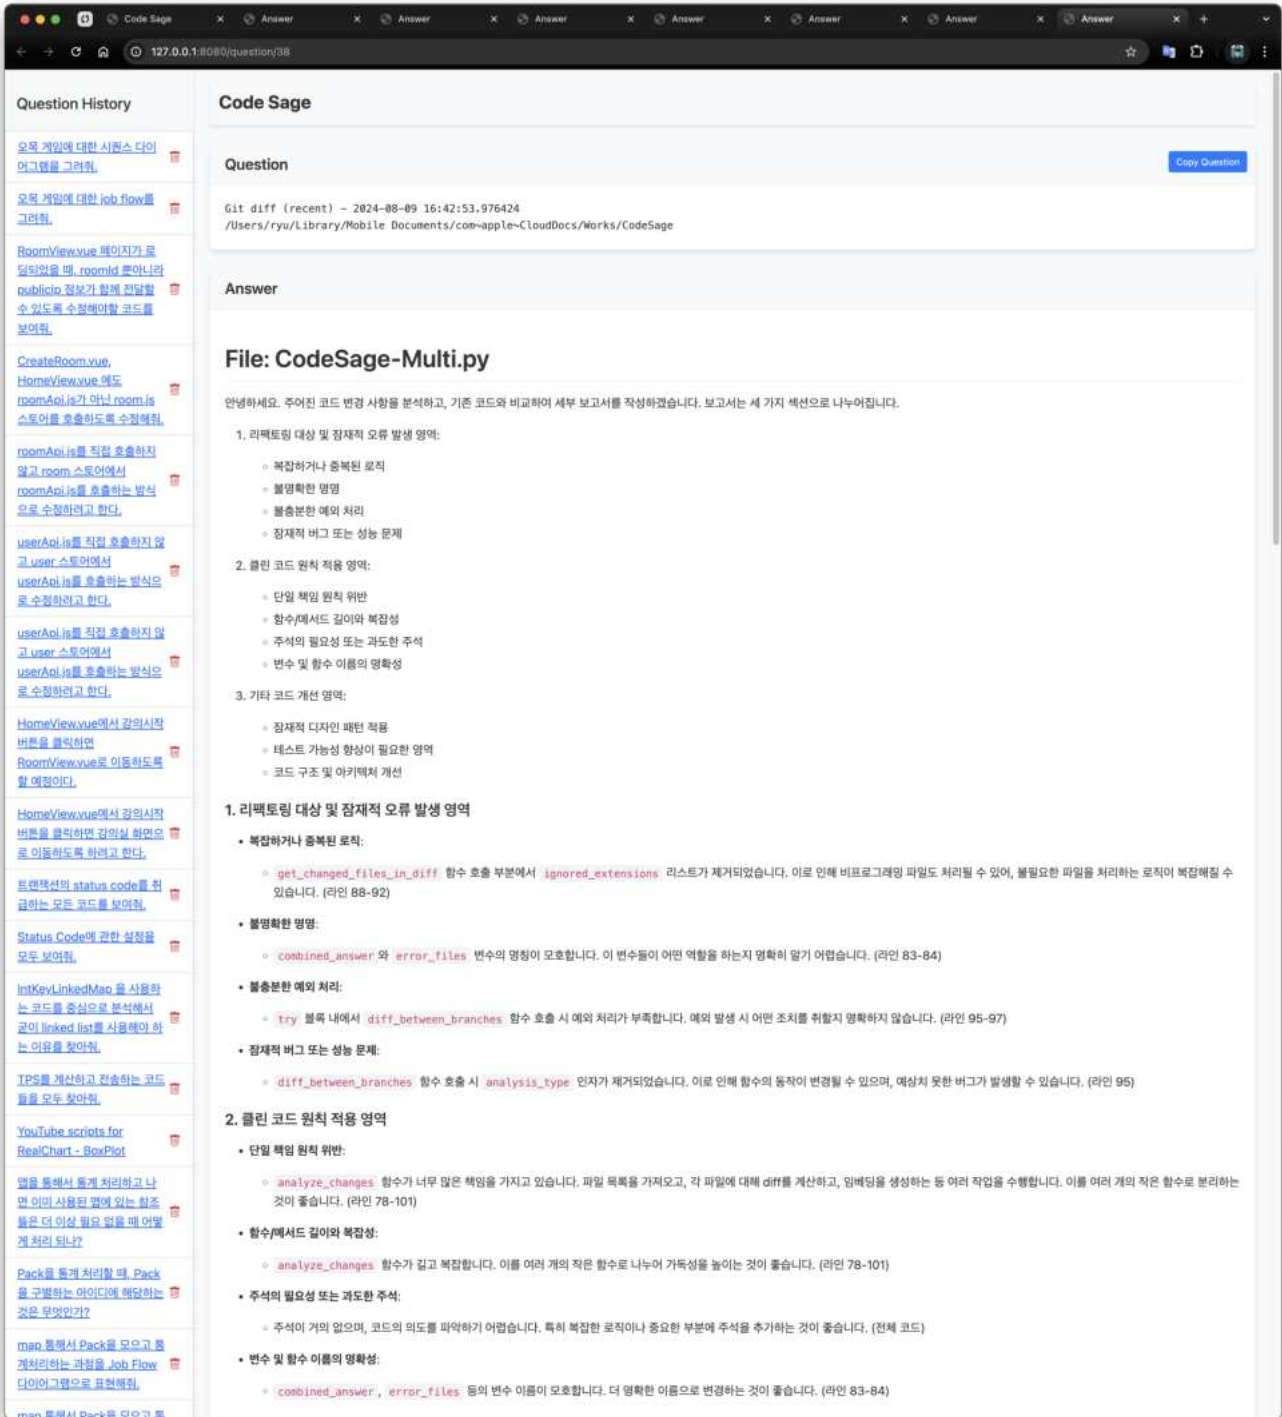 Code Sage
Answer
Answer
Answer
Answer
Answer
Answer
Answer
127.0.0.1:8080/question/38
Question History
오목 게임에 대한 시퀀스 다이
어그램을 그려줘.
오목 게임에 대한 job flow를
그려줘.
RoomView.vue 페이지가 로
딩되었을 때, roomId 뿐아니라
publicIp 정보가 함께 전달할
수 있도록 수정해야할 코드를
보여줘.
CreateRoom.vue,
HomeView.vue 에도
roomApi.js가 아닌 room.js
스토어를 호출하도록 수정해줘.
roomApi.js를 직접 호출하지
않고 room 스토어에서
roomApi.js를 호출하는 방식
으로 수정하려고 한다.
userApi.js를 직접 호출하지 않
고 user 스토어에서
userApi.js를 호출하는 방식으
로 수정하려고 한다.
userApi.js를 직접 호출하지 않
고 user 스토어에서
userApi.js를 호출하는 방식으
로 수정하려고 한다.
HomeView.vue에서 강의시작
버튼을 클릭하면
RoomView.vue로 이동하도록
할 예정이다.
HomeView.vue에서 강의시작
버튼을 클릭하면 강의실 화면으
로 이동하도록 하려고 한다.
트랜잭션의 status code를 취
급하는 모든 코드를 보여줘.
Status Code에 관한 설정을
모두 보여줘.
IntKeyLinkedMap 을 사용하
는 코드를 중심으로 분석해서
굳이 linked list를 사용해야 하
는 이유를 찾아줘.
TPS를 계산하고 전송하는 코드
들을 모두 찾아줘.
YouTube scripts for
RealChart - BoxPlot
맵을 통해서 통계 처리하고 나
면 이미 사용된 맵에 있는 참조
들은 더 이상 필요 없을 때 어떻
게 처리 되나?
Pack을 통계 처리할 때, Pack
을 구별하는 아이디에 해당하는
것은 무엇인가?
map 통해서 Pack을 모으고 통
계처리하는 과정을 Job Flow
다이어그램으로 표현해줘.
map 통해서 Pack을 모으고 통
Code Sage
Question
Copy Question
Git diff (recent) - 2024-08-09 16:42:53.976424
/Users/ryu/Library/Mobile Documents/com~apple~CloudDocs/Works/CodeSage
Answer
File: CodeSage-Multi.py
안녕하세요. 주어진 코드 변경 사항을 분석하고, 기존 코드와 비교하여 세부 보고서를 작성하겠습니다. 보고서는 세 가지 섹션으로 나누어집니다.
1. 리팩토링 대상 및 잠재적 오류 발생 영역:
복잡하거나 중복된 로직
불명확한 명명
불충분한 예외 처리
잠재적 버그 또는 성능 문제
2. 클린 코드 원칙 적용 영역:
단일 책임 원칙 위반
함수/메서드 길이와 복잡성
주석의 필요성 또는 과도한 주석
변수 및 함수 이름의 명확성
3. 기타 코드 개선 영역:
잠재적 디자인 패턴 적용
테스트 가능성 향상이 필요한 영역
코드 구조 및 아키텍처 개선
1. 리팩토링 대상 및 잠재적 오류 발생 영역
• 복잡하거나 중복된 로직:
get_changed_files_in_diff 함수 호출 부분에서 ignored_extensions 리스트가 제거되었습니다. 이로 인해 비프로그래밍 파일도 처리될 수 있어, 불필요한 파일을 처리하는 로직이 복잡해질 수
있습니다. (라인 88-92)
• 불명확한 명명:
combined_answer 와 error_files 변수의 명칭이 모호합니다. 이 변수들이 어떤 역할을 하는지 명확히 알기 어렵습니다. (라인 83-84)
• 불충분한 예외 처리:
try 블록 내에서 diff_between_branches 함수 호출 시 예외 처리가 부족합니다. 예외 발생 시 어떤 조치를 취할지 명확하지 않습니다. (라인 95-97)
• 잠재적 버그 또는 성능 문제:
diff_between_branches 함수 호출 시 analysis_type 인자가 제거되었습니다. 이로 인해 함수의 동작이 변경될 수 있으며, 예상치 못한 버그가 발생할 수 있습니다. (라인 95)
2. 클린 코드 원칙 적용 영역
• 단일 책임 원칙 위반:
analyze_changes 함수가 너무 많은 책임을 가지고 있습니다. 파일 목록을 가져오고, 각 파일에 대해 diff를 계산하고, 임베딩을 생성하는 등 여러 작업을 수행합니다. 이를 여러 개의 작은 함수로 분리하는
것이 좋습니다. (라인 78-101)
• 함수/메서드 길이와 복잡성:
analyze_changes 함수가 길고 복잡합니다. 이를 여러 개의 작은 함수로 나누어 가독성을 높이는 것이 좋습니다. (라인 78-101)
• 주석의 필요성 또는 과도한 주석:
주석이 거의 없으며, 코드의 의도를 파악하기 어렵습니다. 특히 복잡한 로직이나 중요한 부분에 주석을 추가하는 것이 좋습니다. (전체 코드)
• 변수 및 함수 이름의 명확성:
combined_answer , error_files 등의 변수 이름이 모호합니다. 더 명확한 이름으로 변경하는 것이 좋습니다. (라인 83-84)